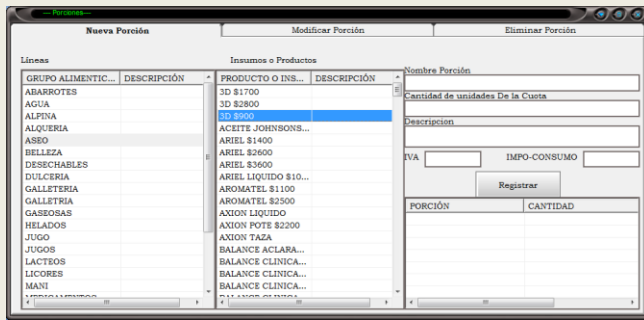 Porciones
Nueva Porción
Modificar Porción
Eliminar Porción
Líneas
Insumos o Productos
GRUPO ALIMENTIC... DESCRIPCIÓN
ABARROTES
AGUA
ALPINA
ALQUERIA
ASEO
BELLEZA
DESECHABLES
DULCERIA
GALLETERIA
GALLETRIA
GASEOSAS
HELADOS
JUGO
JUGOS
LACTEOS
LICORES
MANI
MEDICAMENTOS
PRODUCTO O INS... DESCRIPCIÓN
3D $1700
3D $2800
3D $900
ACEITE JOHNSONS...
ARIEL $1400
ARIEL $2600
ARIEL $3600
ARIEL LIQUIDO $10...
AROMATEL $1100
AROMATEL $2500
AXION LIQUIDO
AXION POTE $2200
AXION TAZA
BALANCE ACLARA...
BALANCE CLINICA...
BALANCE CLINICA...
BALANCE CLINICA...
BALANCE CLINICA...
Nombre Porción
Cantidad de unidades De la Cuota
Descripcion
IVA
IMPO-CONSUMO
Registrar
PORCIÓN CANTIDAD